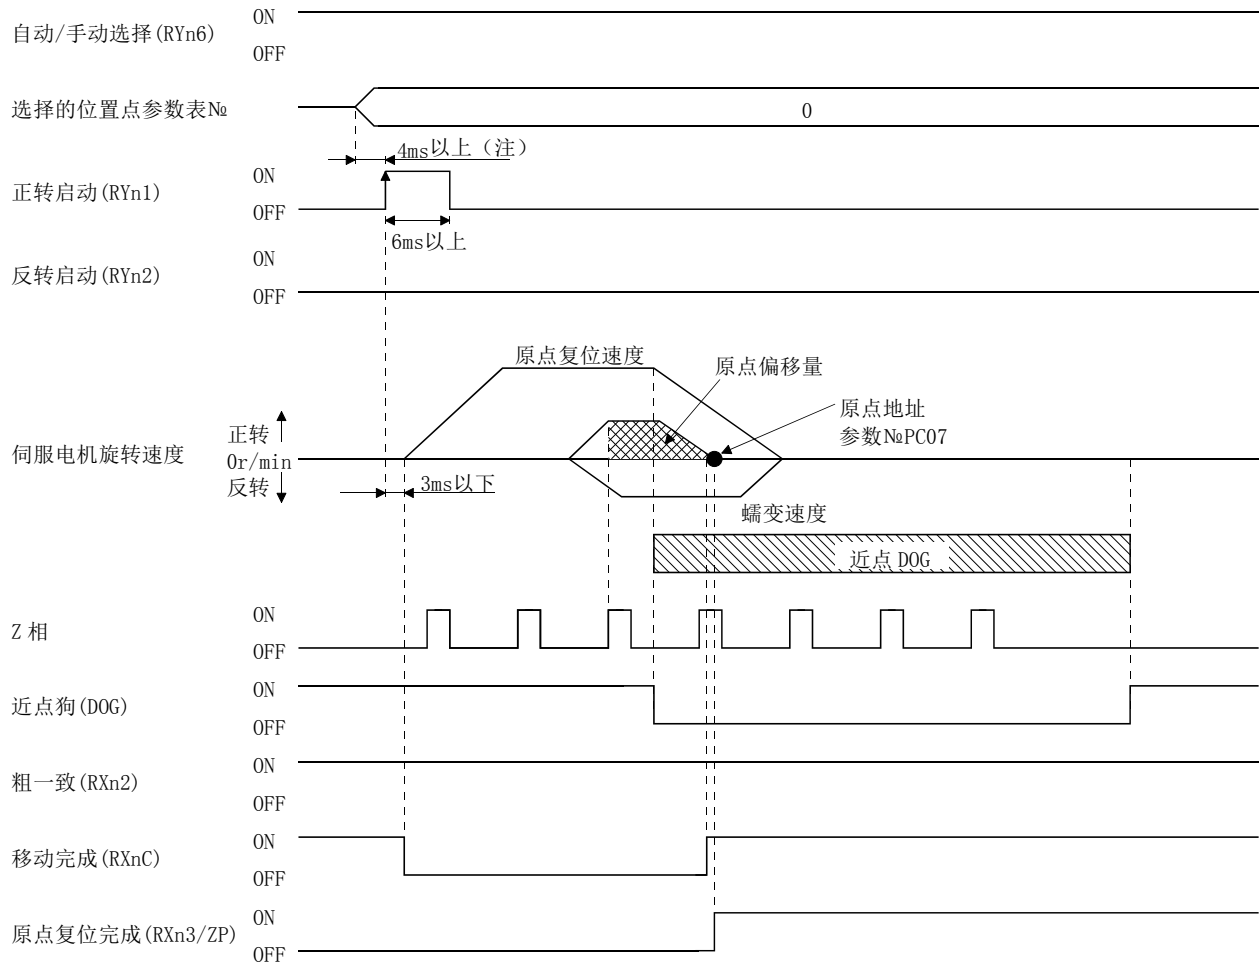 自动/手动选择(RYn6)
ON
OFF
选择的位置点参数表№
0
4ms以上（注）
正转启动(RYn1)
ON
OFF
6ms以上
反转启动(RYn2)
ON
OFF
原点复位速度
原点偏移量
原点地址
参数№PC07
伺服电机旋转速度
正转
0r/min
反转
3ms以下
蠕变速度
近点 DOG
Z 相
ON
OFF
近点狗(DOG)
ON
OFF
粗一致(RXn2)
ON
OFF
移动完成(RXnC)
ON
OFF
原点复位完成(RXn3/ZP)
ON
OFF